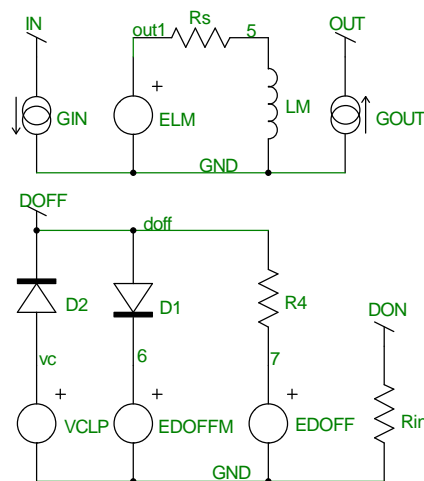 IN
out1
Rs
5
OUT
GIN
ELM
LM
GOUT
GND
DOFF
doff
D2
D1
R4
DON
vc
6
7
VCLP
EDOFFM
EDOFF
Rin
GND